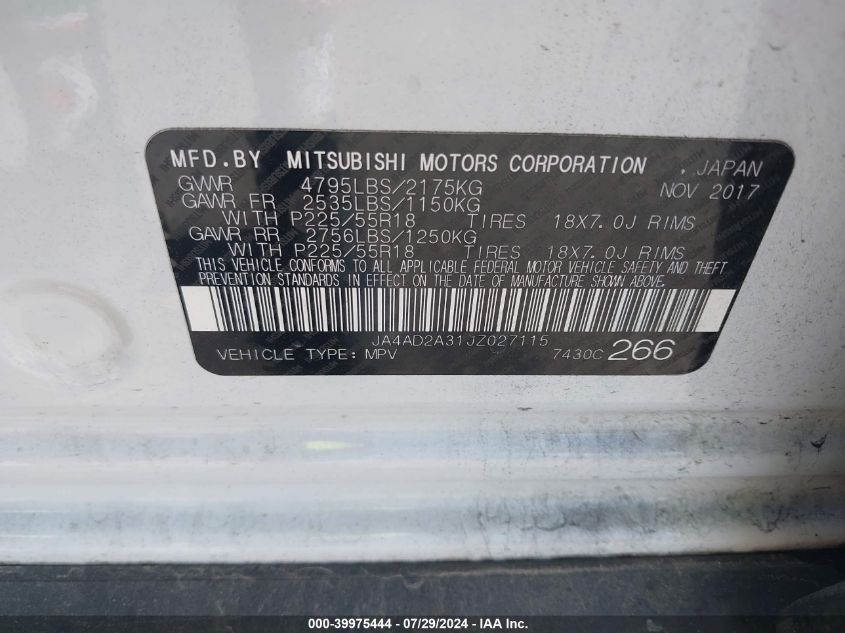 MFD.BY MITSUBISHI MOTORS CORPORATION . JAPAN
GVWR 4795LBS/2175KG NOV 2017
GAWR FR 2535LBS/1150KG
WITH P225/55R18 TIRES 18X7.0J RIMS
GAWR RR 2756LBS/1250KG
WITH P225/55R18 TIRES 18X7.0J RIMS
THIS VEHICLE CONFORMS TO ALL APPLICABLE FEDERAL MOTOR VEHICLE SAFETY AND THEFT
PREVENTION STANDARDS IN EFFECT ON THE DATE OF MANUFACTURE SHOWN ABOVE.
JA4AD2A31JZ027115
VEHICLE TYPE: MPV 7430C 266
000-39975444 / 07/29/2024 - IAA Inc.